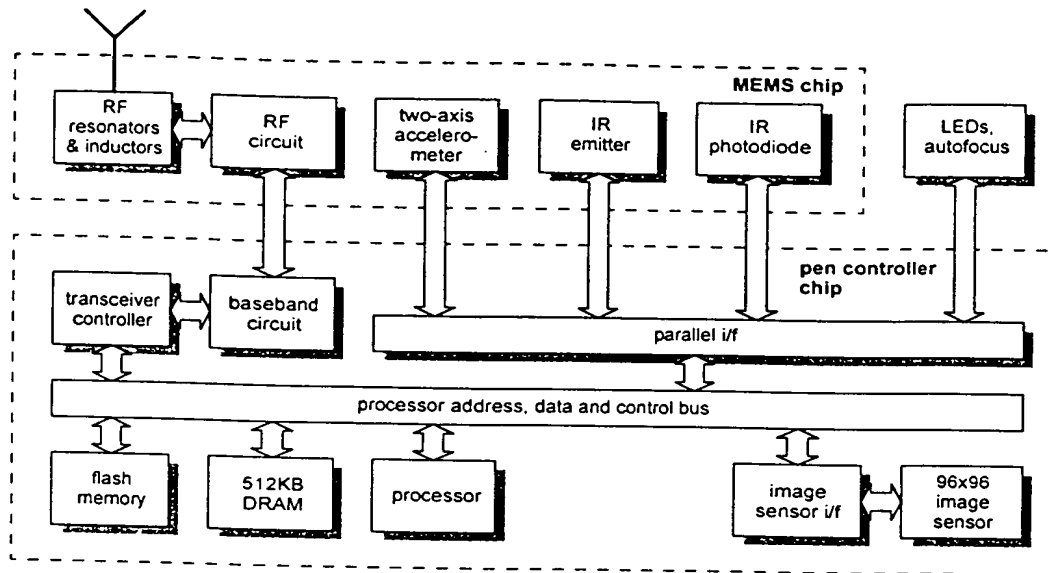 MEMS chip
RF
resonators
& inductors
RF
circuit
two-axis
accelero-
meter
IR
emitter
IR
photodiode
LEDs,
autofocus
pen controller
chip
transceiver
controller
baseband
circuit
parallel i/f
processor address, data and control bus
flash
memory
512KB
DRAM
processor
image
sensor i/f
96x96
image
sensor